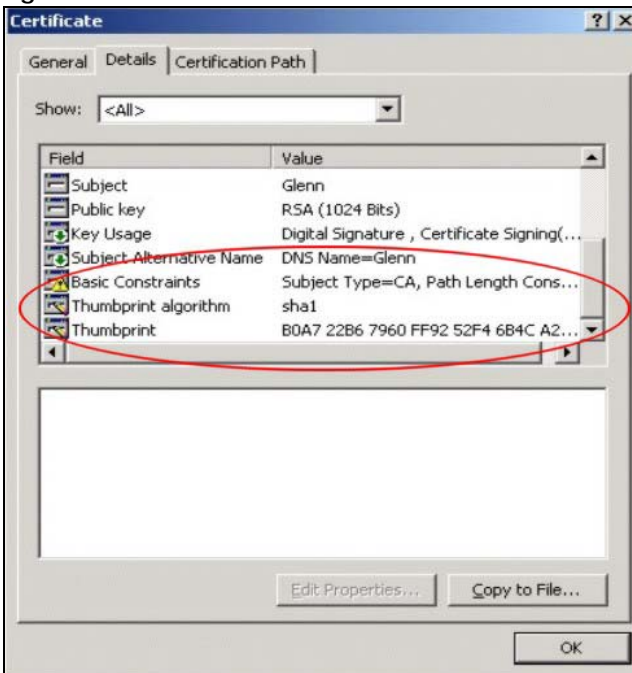 Certificate
General Details Certification Path
Show: <All>
Field Value
Subject Glenn
Public key RSA (1024 Bits)
Key Usage Digital Signature , Certificate Signing(...
Subject Alternative Name DNS Name=Glenn
Basic Constraints Subject Type=CA, Path Length Cons...
Thumbprint algorithm sha1
Thumbprint B0A7 22B6 7960 FF92 52F4 6B4C A2...
Edit Properties... Copy to File...
OK